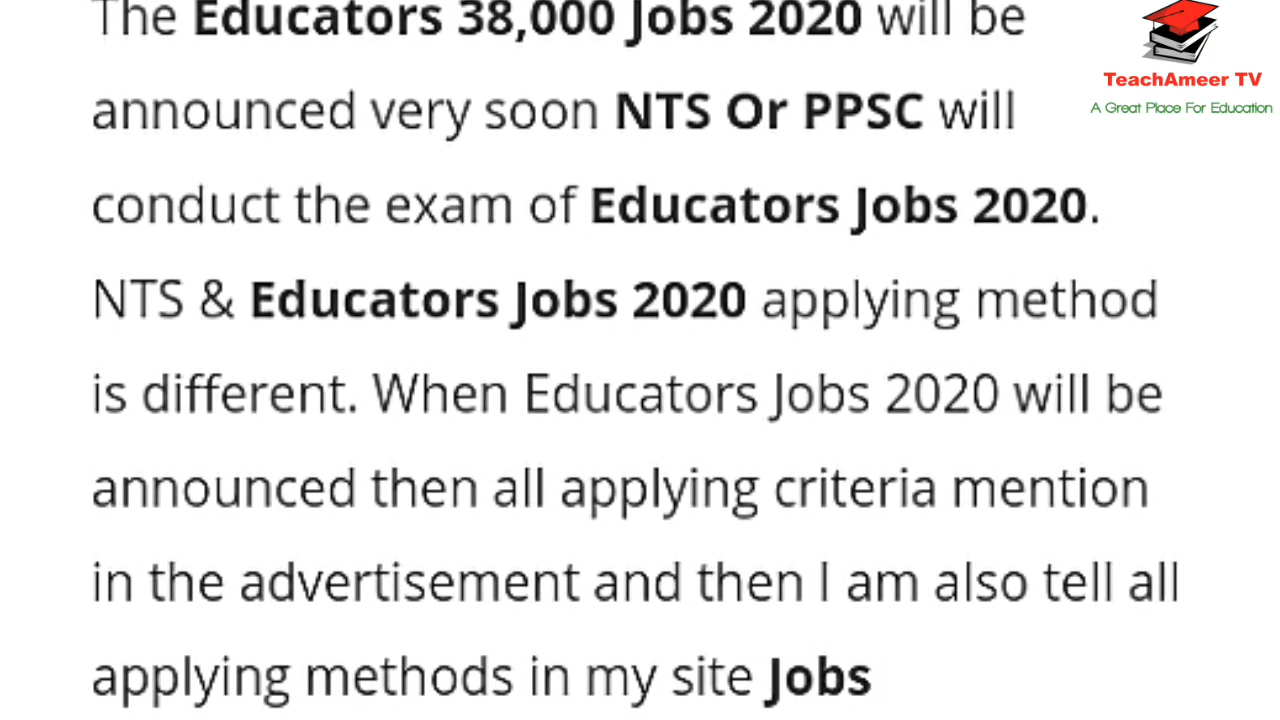 The Educators 38,000 Jobs 2020 will be
announced very soon NTS Or PPSC will
conduct the exam of Educators Jobs 2020.
NTS & Educators Jobs 2020 applying method
is different. When Educators Jobs 2020 will be
announced then all applying criteria mention
in the advertisement and then I am also tell all
applying methods in my site Jobs
TeachAmeer TV
A Great Place For Education